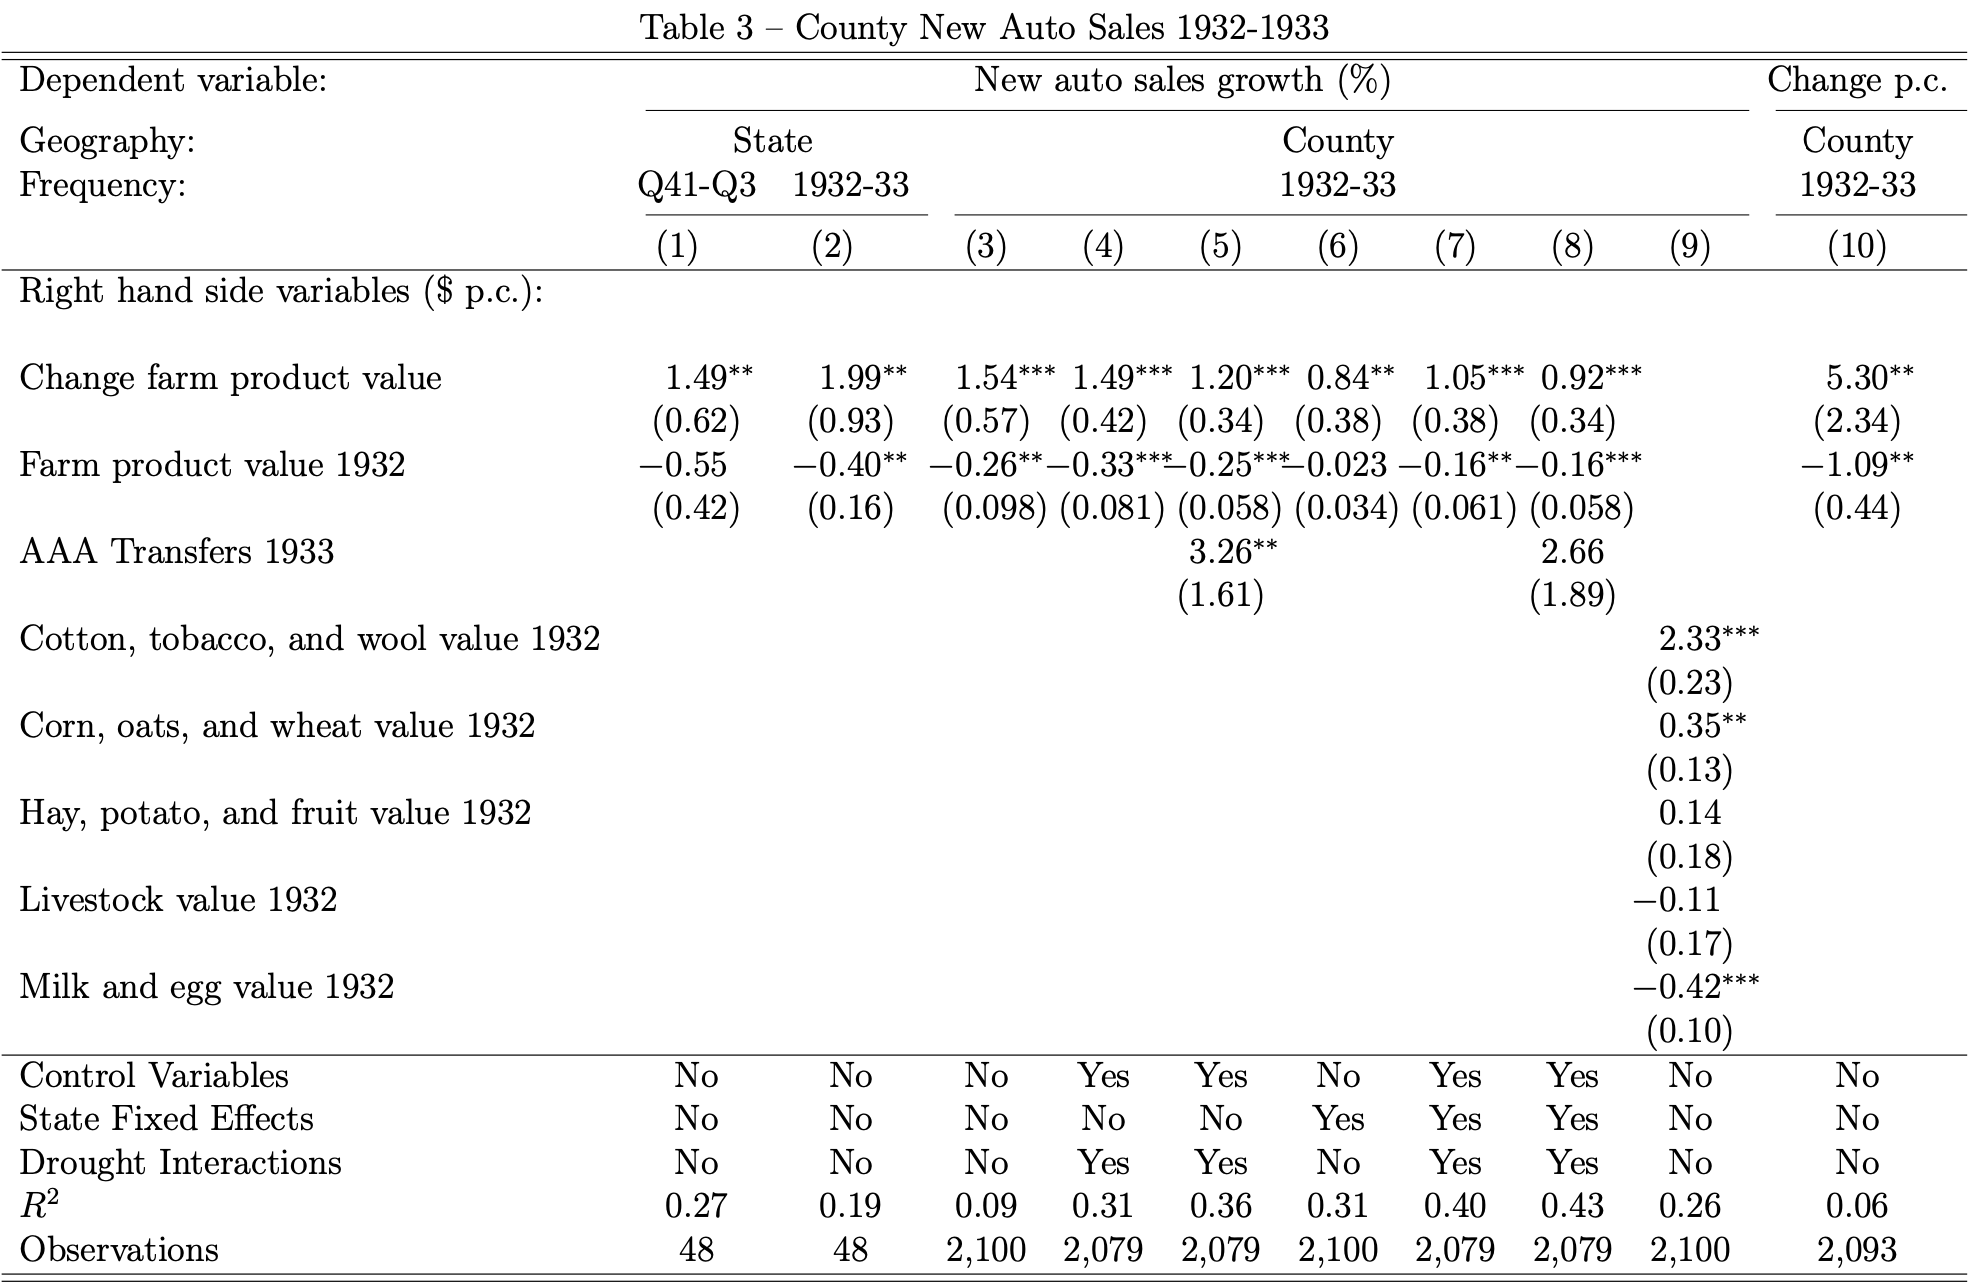 Table 3 – County New Auto Sales 1932-1933
Dependent variable: New auto sales growth (%) Change p.c.
Geography: State County County
Frequency: Q41-Q3 1932-33 1932-33 1932-33
(1) (2) (3) (4) (5) (6) (7) (8) (9) (10)
Right hand side variables ($ p.c.):
Change farm product value 1.49** 1.99** 1.54*** 1.49*** 1.20*** 0.84** 1.05*** 0.92*** 5.30**
(0.62) (0.93) (0.57) (0.42) (0.34) (0.38) (0.38) (0.34) (2.34)
Farm product value 1932 −0.55 −0.40** −0.26** −0.33*** −0.25*** −0.023 −0.16** −0.16*** −1.09**
(0.42) (0.16) (0.098) (0.081) (0.058) (0.034) (0.061) (0.058) (0.44)
AAA Transfers 1933 3.26** 2.66
(1.61) (1.89)
Cotton, tobacco, and wool value 1932 2.33***
(0.23)
Corn, oats, and wheat value 1932 0.35**
(0.13)
Hay, potato, and fruit value 1932 0.14
(0.18)
Livestock value 1932 −0.11
(0.17)
Milk and egg value 1932 −0.42***
(0.10)
Control Variables No No No Yes Yes No Yes Yes No No
State Fixed Effects No No No No No Yes Yes Yes No No
Drought Interactions No No No Yes Yes No Yes Yes No No
R² 0.27 0.19 0.09 0.31 0.36 0.31 0.40 0.43 0.26 0.06
Observations 48 48 2,100 2,079 2,079 2,100 2,079 2,079 2,100 2,093